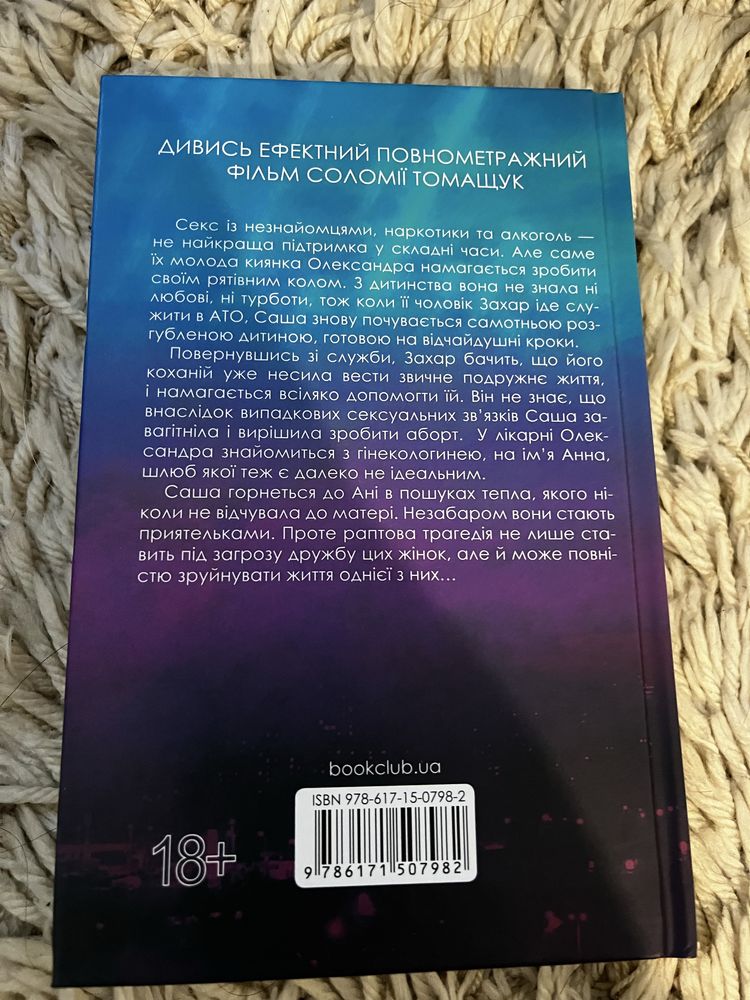 ДИВИСЬ ЕФЕКТНИЙ ПОВНОМЕТРАЖНИЙ
ФІЛЬМ СОЛОМІЇ ТОМАЩУК
Секс із незнайомцями, наркотики та алкоголь —
не найкраща підтримка у складні часи. Але саме
їх молода киянка Олександра намагається зробити
своїм рятівним колом. З дитинства вона не знала ні
любові, ні турботи, тож коли її чоловік Захар іде слу-
жити в АТО, Саша знову почувається самотньою роз-
губленою дитиною, готовою на відчайдушні кроки.
Повернувшись зі служби, Захар бачить, що його
коханій уже несила вести звичне подружнє життя,
і намагається всіляко допомогти їй. Він не знає, що
внаслідок випадкових сексуальних зв’язків Саша за-
вагітніла і вирішила зробити аборт. У лікарні Олек-
сандра знайомиться з гінекологинею, на ім’я Анна,
шлюб якої теж є далеко не ідеальним.
Саша горнеться до Ані в пошуках тепла, якого ні-
коли не відчувала до матері. Незабаром вони стають
приятельками. Проте раптова трагедія не лише ста-
вить під загрозу дружбу цих жінок, але й може повні-
стю зруйнувати життя однієї з них...
bookclub.ua
ISBN 978-617-15-0798-2
18+
9 786171 507982